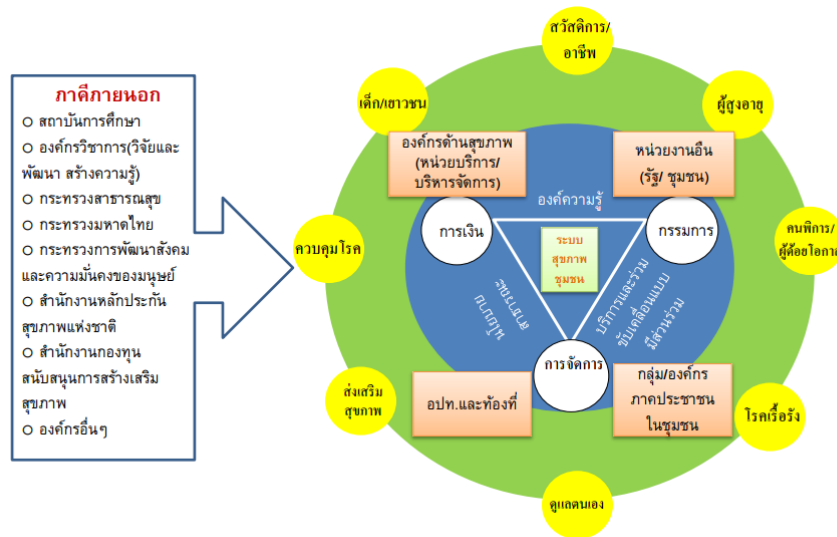 ภาคีภายนอก
o สถาบันการศึกษา
o องค์กรวิชาการ(วิจัยและ
พัฒนา สร้างความรู้)
o กระทรวงสาธารณสุข
o กระทรวงมหาดไทย
o กระทรวงการพัฒนาสังคม
และความมั่นคงของมนุษย์
o สำนักงานหลักประกัน
สุขภาพแห่งชาติ
o สำนักงานกองทุน
สนับสนุนการสร้างเสริม
สุขภาพ
o องค์กรอื่นๆ
สวัสดิการ/
อาชีพ
เด็ก/เยาวชน
ผู้สูงอายุ
องค์กรด้านสุขภาพ
(หน่วยบริการ/
บริหารจัดการ)
หน่วยงานอื่น
(รัฐ/ ชุมชน)
องค์ความรู้
การเงิน
กรรมการ
ระบบ
สุขภาพ
ชุมชน
ควบคุมโรค
คนพิการ/
ผู้ด้อยโอกาส
นโยบาย
สาธารณะ
บริการและร่วม
ขับเคลื่อนแบบ
มีส่วนร่วม
การจัดการ
ส่งเสริม
สุขภาพ
อปท.และท้องที่
กลุ่ม/องค์กร
ภาคประชาชน
ในชุมชน
โรคเรื้อรัง
ดูแลตนเอง